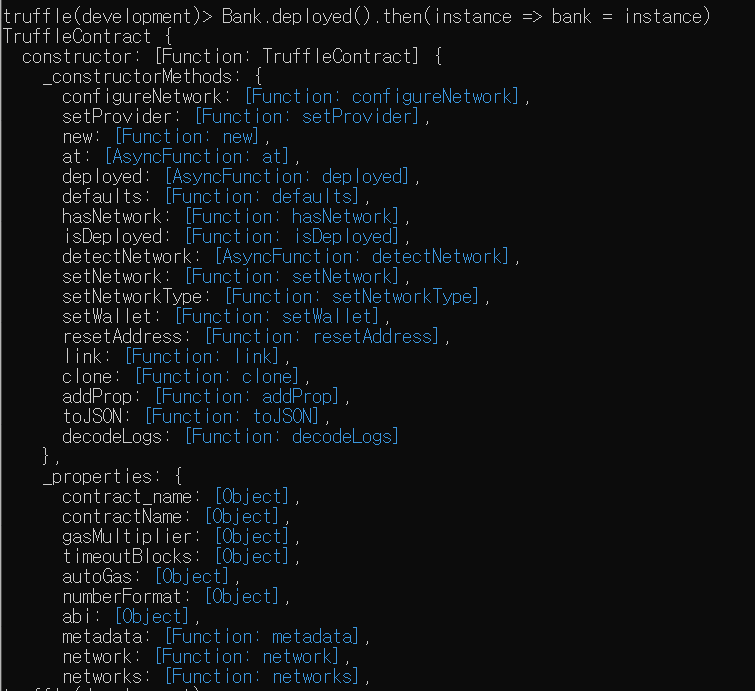 truffle(development)> Bank.deployed().then(instance => bank = instance)
TruffleContract {
  constructor: [Function: TruffleContract] {
    _constructorMethods: {
      configureNetwork: [Function: configureNetwork],
      setProvider: [Function: setProvider],
      new: [Function: new],
      at: [AsyncFunction: at],
      deployed: [AsyncFunction: deployed],
      defaults: [Function: defaults],
      hasNetwork: [Function: hasNetwork],
      isDeployed: [Function: isDeployed],
      detectNetwork: [AsyncFunction: detectNetwork],
      setNetwork: [Function: setNetwork],
      setNetworkType: [Function: setNetworkType],
      setWallet: [Function: setWallet],
      resetAddress: [Function: resetAddress],
      link: [Function: link],
      clone: [Function: clone],
      addProp: [Function: addProp],
      toJSON: [Function: toJSON],
      decodeLogs: [Function: decodeLogs]
    },
    _properties: {
      contract_name: [Object],
      contractName: [Object],
      gasMultiplier: [Object],
      timeoutBlocks: [Object],
      autoGas: [Object],
      numberFormat: [Object],
      abi: [Object],
      metadata: [Function: metadata],
      network: [Function: network],
      networks: [Function: networks],